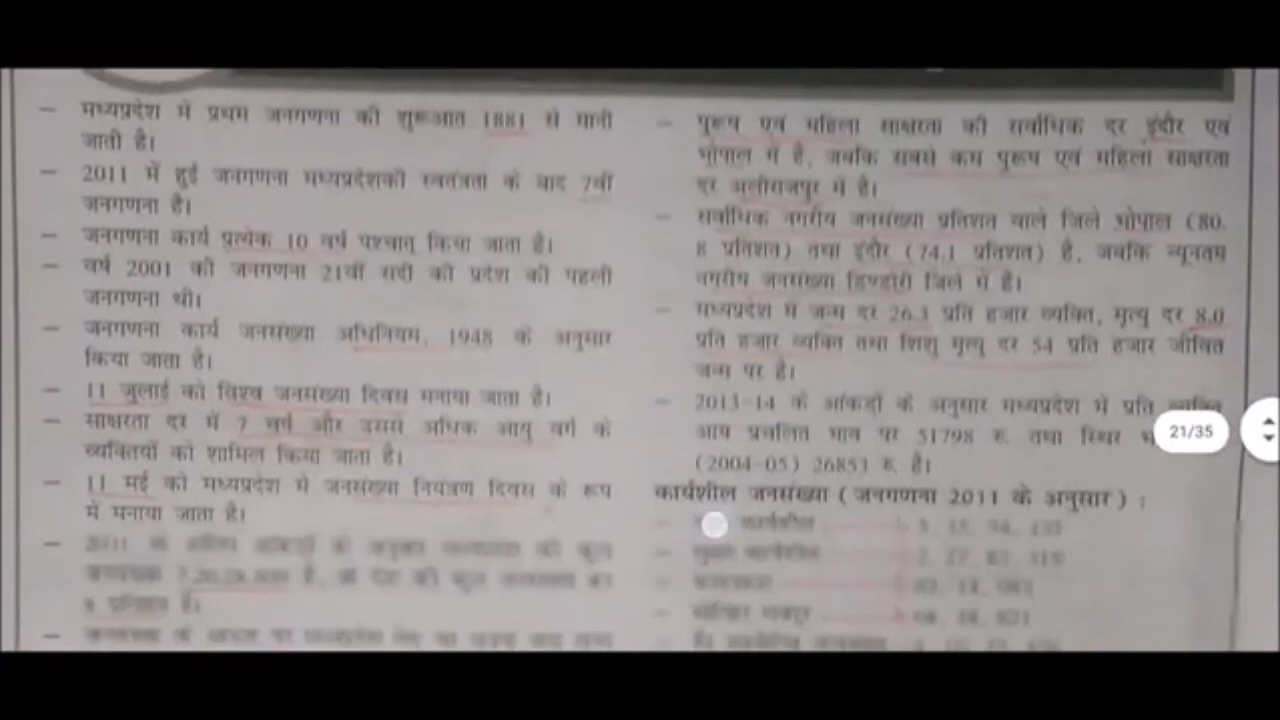 – मध्यप्रदेश में प्रथम जनगणना की शुरूआत 1881 से मानी
जाती है।
– 2011 में हुई जनगणना मध्यप्रदेशकी स्वतंत्रता के बाद 7वीं
जनगणना है।
– जनगणना कार्य प्रत्येक 10 वर्ष पश्चात् किया जाता है।
– वर्ष 2001 की जनगणना 21वीं सदी की प्रदेश की पहली
जनगणना थी।
– जनगणना कार्य जनसंख्या अधिनियम, 1948 के अनुसार
किया जाता है।
– 11 जुलाई को विश्व जनसंख्या दिवस मनाया जाता है।
– साक्षरता दर में 7 वर्ष और उससे अधिक आयु वर्ग के
व्यक्तियों को शामिल किया जाता है।
– 11 मई को मध्यप्रदेश में जनसंख्या नियंत्रण दिवस के रूप
में मनाया जाता है।
– 2011 के
– पुरूष एवं महिला साक्षरता की सर्वाधिक दर इंदौर एवं
भोपाल में है, जबकि सबसे कम पुरूष एवं महिला साक्षरता
दर अलीराजपुर में है।
– सर्वाधिक नगरीय जनसंख्या प्रतिशत वाले जिले भोपाल (80.
8 प्रतिशत) तथा इंदौर (74.1 प्रतिशत) है, जबकि न्यूनतम
नगरीय जनसंख्या डिण्डोरी जिले में है।
– मध्यप्रदेश में जन्म दर 26.3 प्रति हजार व्यक्ति, मृत्यु दर 8.0
प्रति हजार व्यक्ति तथा शिशु मृत्यु दर 54 प्रति हजार जीवित
जन्म पर है।
– 2013-14 के आंकड़ों के अनुसार मध्यप्रदेश में प्रति व्यक्ति
आय प्रचलित भाव पर 51798 रु. तथा स्थिर
(2004-05) 26853 रु. है।
कार्यशील जनसंख्या (जनगणना 2011 के अनुसार) :
– कार्यशील
21/35